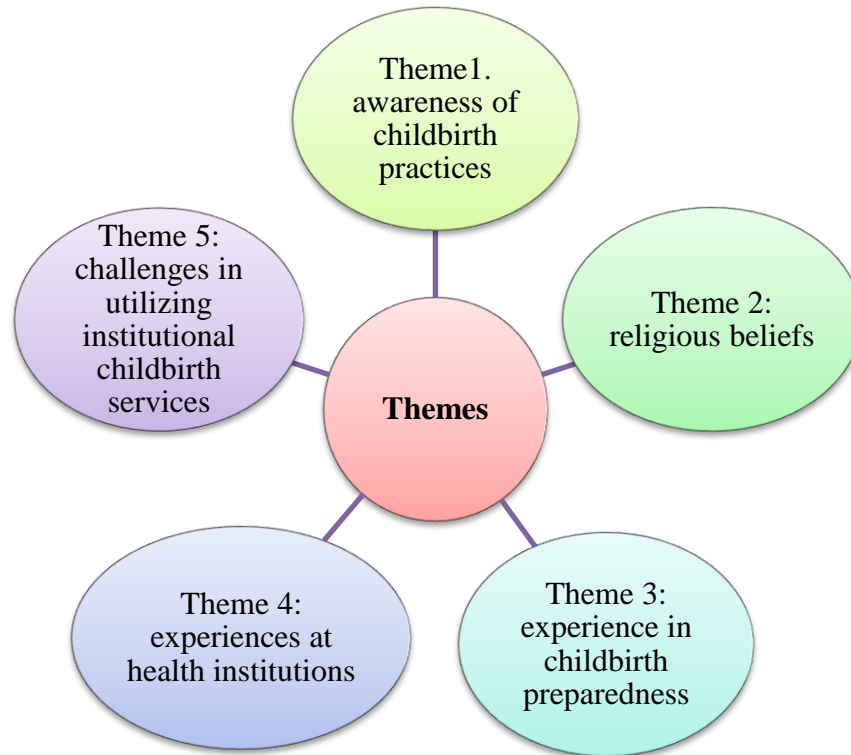 Theme1.
awareness of
childbirth
practices
Theme 2:
religious beliefs
Theme 3:
experience in
childbirth
preparedness
Theme 4:
experiences at
health institutions
Theme 5:
challenges in
utilizing
institutional
childbirth
services
Themes